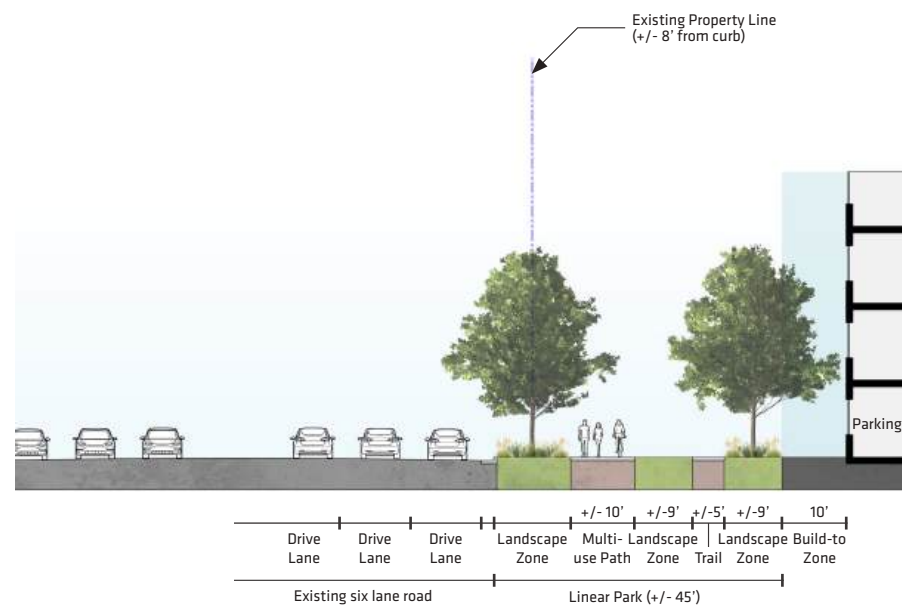 Existing Property Line
(+/- 8’ from curb)
Parking
+/- 10’
+/-9’
+/-5’
+/-9’
10’
Drive
Lane
Drive
Lane
Drive
Lane
Landscape
Zone
Multi-
use Path
Landscape
Zone
Trail
Landscape
Zone
Build-to
Zone
Existing six lane road
Linear Park (+/- 45’)